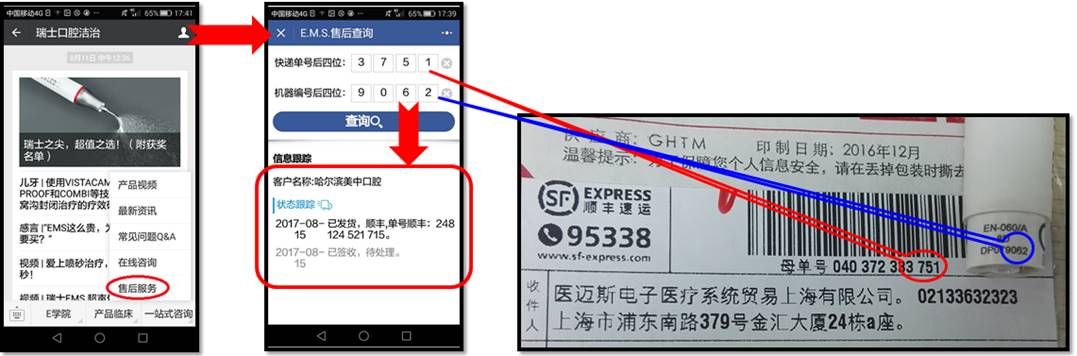 中国移动4G 65% 17:41
瑞士口腔洁治
8月11日 中午12:35
瑞士之尖，超值之选！（附获奖
名单）
儿牙 | 使用VISTACAM
PROOF和COMBI等技
窝沟封闭治疗的疗效
感言 |"EMS这么贵，为
要买？"
视频 | 爱上喷砂治疗，
秒！
视频 | 瑞士EMS 超声
产品视频
最新资讯
常见问题Q&A
在线咨询
售后服务
E学院 产品临床 一站式咨询
中国移动4G 65% 17:39
E.M.S.售后查询
快递单号后四位： 3 7 5 1
机器编号后四位： 9 0 6 2
查询
信息跟踪
客户名称:哈尔滨美中口腔
状态跟踪
2017-08-15 已发货，顺丰,单号顺丰：248
124 521 715。
2017-08-15 已签收，待处理。
供应商：GHTM 印制日期：2016年12月
温馨提示：为了保障您个人信息安全，请在丢掉包装时撕去
SF EXPRESS
顺丰速运
95338
www.sf-express.com
母单号 040 372 383 751
EN-060/A
DP079062
收件人
医迈斯电子医疗系统贸易上海有限公司。 02133632323
上海市浦东南路379号金汇大厦24栋a座。